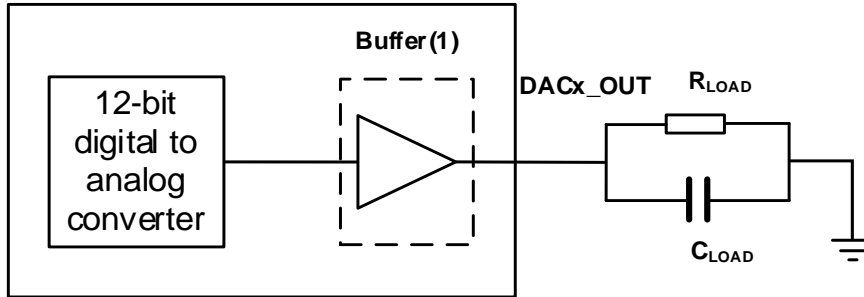 Buffer(1)
12-bit
digital to
analog
converter
DACx_OUT
RLOAD
CLOAD